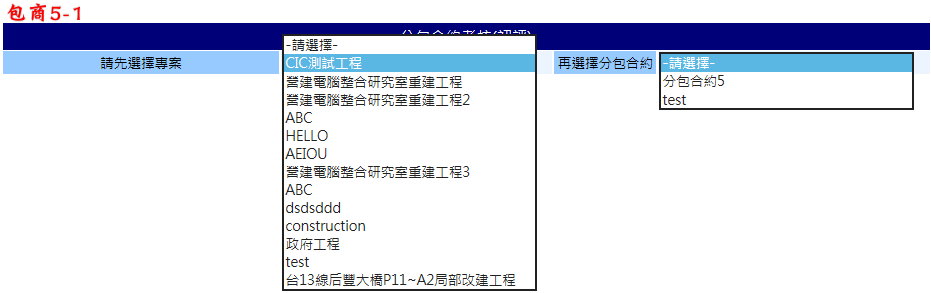 包商5-1
分包合約考核(初評)
請先選擇專案
-請選擇-
CIC測試工程
營建電腦整合研究室重建工程
營建電腦整合研究室重建工程2
ABC
HELLO
AEIOU
營建電腦整合研究室重建工程3
ABC
dsdsddd
construction
政府工程
test
台13線后豐大橋P11~A2局部改建工程
再選擇分包合約
-請選擇-
分包合約5
test